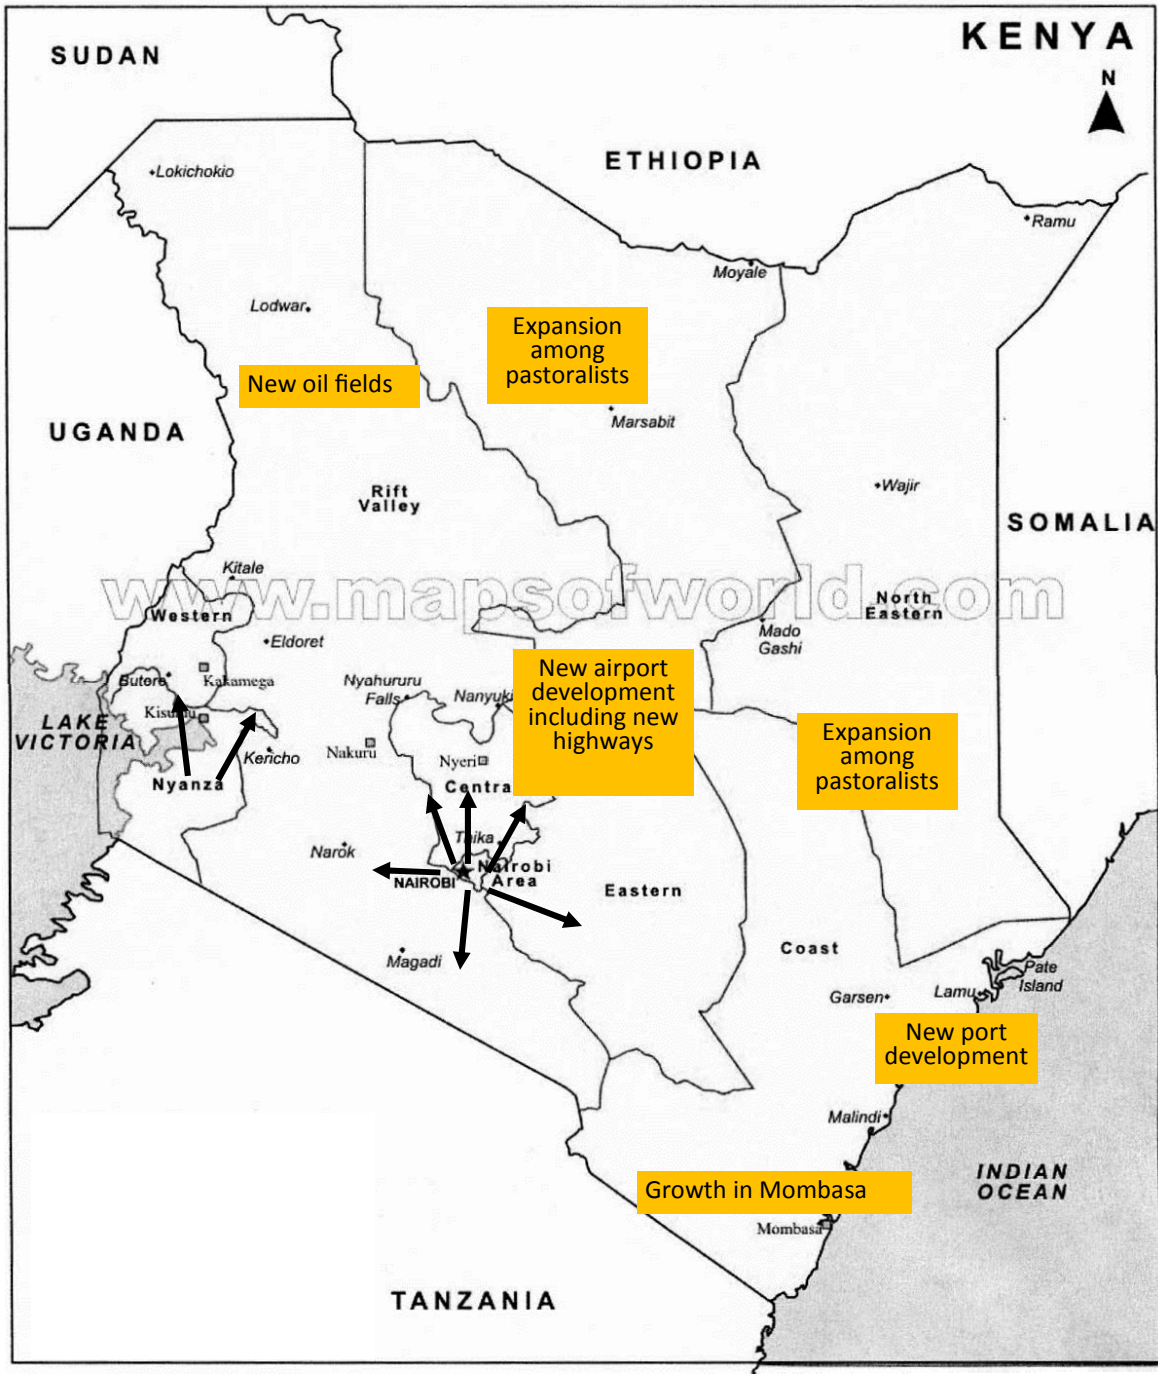 KENYA
N
SUDAN
ETHIOPIA
Lokichokio
Ramu
Moyale
Lodwar
Expansion
among
pastoralists
New oil fields
Marsabit
UGANDA
Wajir
Rift
Valley
SOMALIA
Kitale
www.mapsofworld.com
North
Eastern
Western
Mado
Gashi
Eldoret
Butere
Kakamega
Nyahururu
Falls
Nanyuki
New airport
development
including new
highways
Kisumu
LAKE
VICTORIA
Kericho
Nakuru
Nyeri
Expansion
among
pastoralists
Nyanza
Centra
Thika
Narok
NAIROBI
Nairobi
Area
Eastern
Magadi
Coast
Pate
Island
Garsen
Lamu
New port
development
Malindi
INDIAN
OCEAN
Growth in Mombasa
Mombasa
TANZANIA